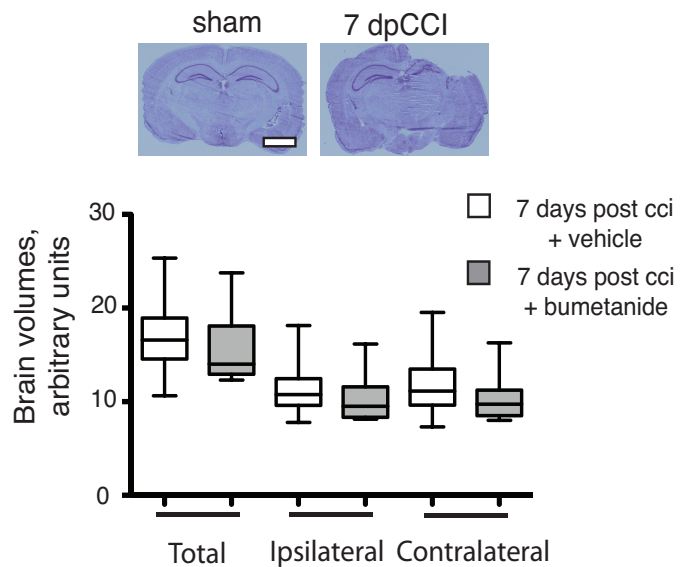 sham
7 dpCCI
Brain volumes,
arbitrary units
30
20
10
0
7 days post cci
+ vehicle
7 days post cci
+ bumetanide
Total
Ipsilateral
Contralateral